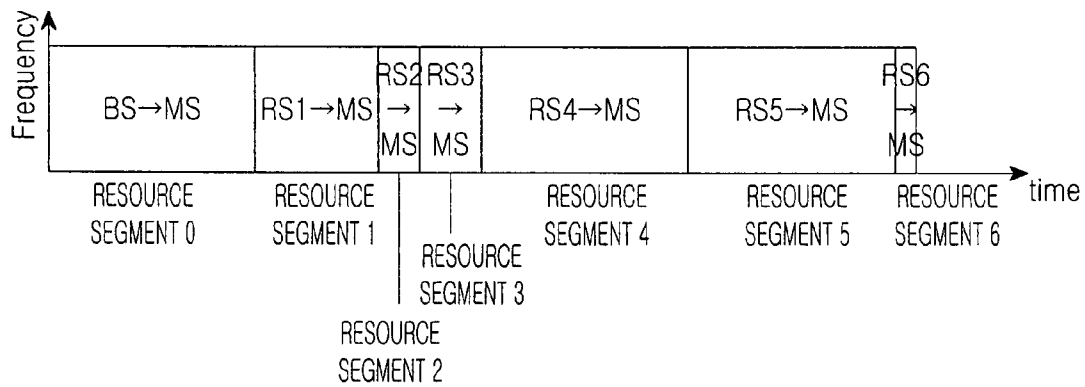 Frequency
BS→MS
RS1→MS
RS2
→
MS
RS3
→
MS
RS4→MS
RS5→MS
RS6
→
MS
time
RESOURCE
SEGMENT 0
RESOURCE
SEGMENT 1
RESOURCE
SEGMENT 2
RESOURCE
SEGMENT 3
RESOURCE
SEGMENT 4
RESOURCE
SEGMENT 5
RESOURCE
SEGMENT 6